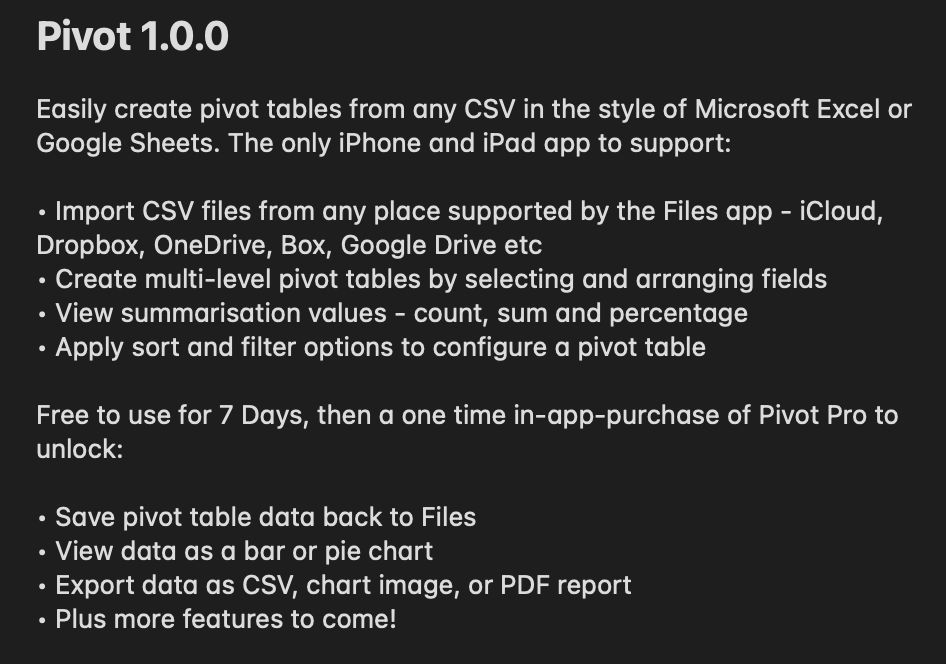 Pivot 1.0.0
Easily create pivot tables from any CSV in the style of Microsoft Excel or
Google Sheets. The only iPhone and iPad app to support:
• Import CSV files from any place supported by the Files app - iCloud,
Dropbox, OneDrive, Box, Google Drive etc
• Create multi-level pivot tables by selecting and arranging fields
• View summarisation values - count, sum and percentage
• Apply sort and filter options to configure a pivot table
Free to use for 7 Days, then a one time in-app-purchase of Pivot Pro to
unlock:
• Save pivot table data back to Files
• View data as a bar or pie chart
• Export data as CSV, chart image, or PDF report
• Plus more features to come!